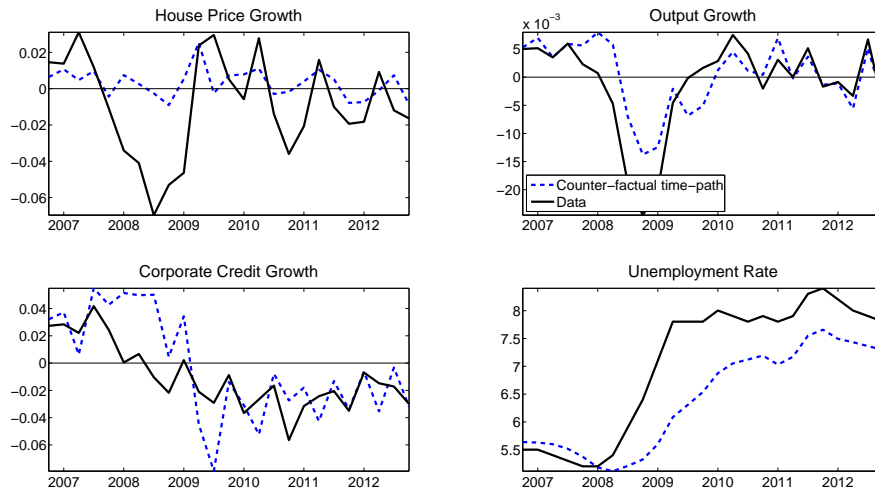 House Price Growth
0.02
0
−0.02
−0.04
−0.06
2007 2008 2009 2010 2011 2012
Output Growth
x 10⁻³
5
0
−5
−10
−15
−20
Counter−factual time−path
Data
2007 2008 2009 2010 2011 2012
Corporate Credit Growth
0.04
0.02
0
−0.02
−0.04
−0.06
2007 2008 2009 2010 2011 2012
Unemployment Rate
8
7.5
7
6.5
6
5.5
2007 2008 2009 2010 2011 2012